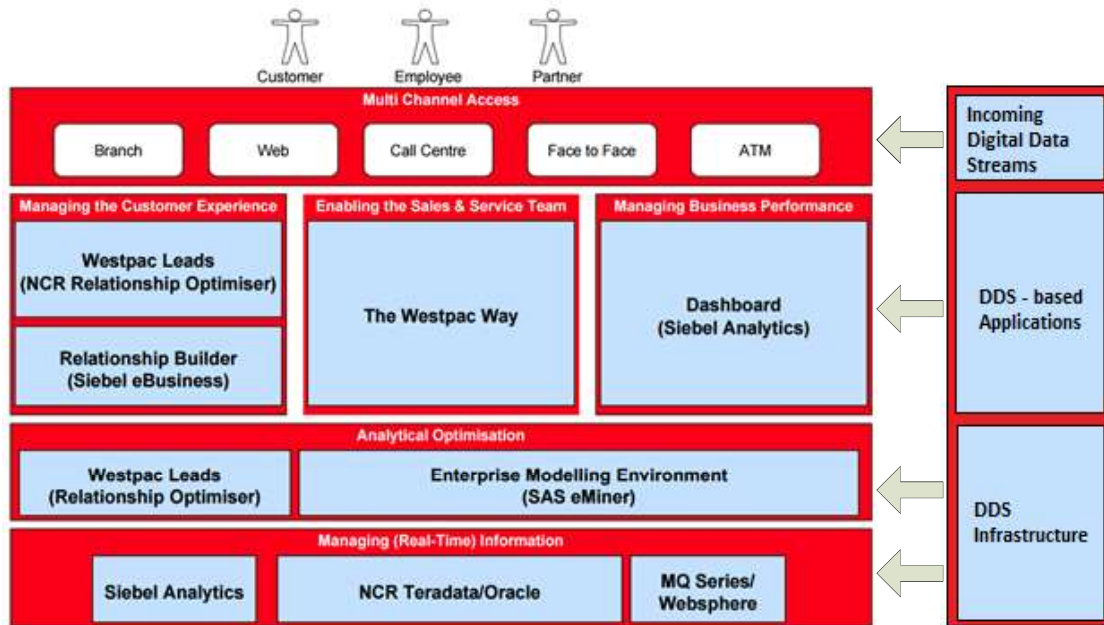 Customer
Employee
Partner
Multi Channel Access
Branch
Web
Call Centre
Face to Face
ATM
Incoming
Digital Data
Streams
Managing the Customer Experience
Enabling the Sales & Service Team
Managing Business Performance
Westpac Leads
(NCR Relationship Optimiser)
Relationship Builder
(Siebel eBusiness)
The Westpac Way
Dashboard
(Siebel Analytics)
DDS - based
Applications
Analytical Optimisation
Westpac Leads
(Relationship Optimiser)
Enterprise Modelling Environment
(SAS eMiner)
DDS
Infrastructure
Managing (Real-Time) Information
Siebel Analytics
NCR Teradata/Oracle
MQ Series/
Websphere